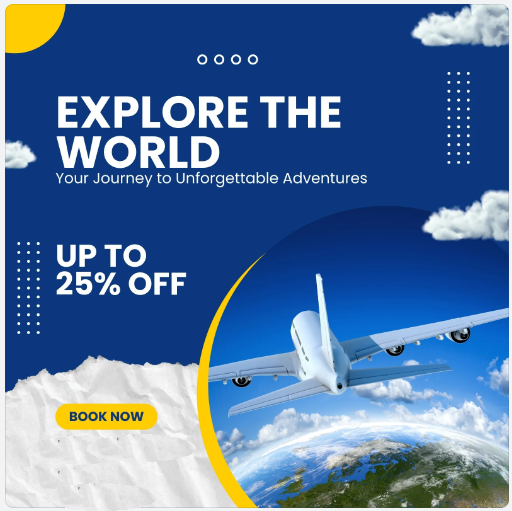 EXPLORE THE
WORLD
Your Journey to Unforgettable Adventures
UP TO
25% OFF
BOOK NOW